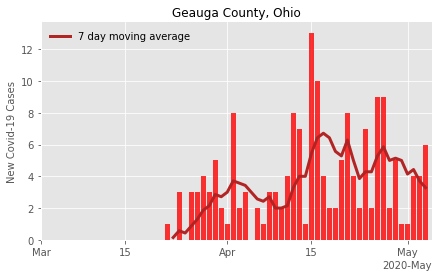 Geauga County, Ohio
7 day moving average
New Covid-19 Cases
12
10
8
6
4
2
0
Mar
15
Apr
15
May
2020-May